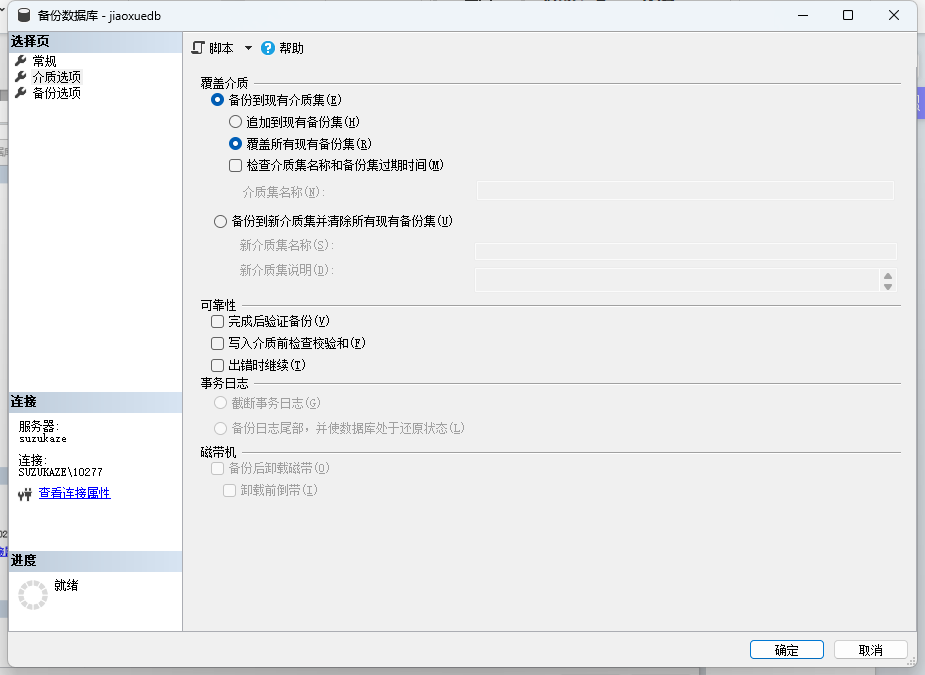 备份数据库 - jiaoxuedb
选择页
常规
介质选项
备份选项
脚本 帮助
覆盖介质
备份到现有介质集(E)
追加到现有备份集(H)
覆盖所有现有备份集(R)
检查介质集名称和备份集过期时间(M)
介质集名称(N):
备份到新介质集并清除所有现有备份集(U)
新介质集名称(S):
新介质集说明(D):
可靠性
完成后验证备份(V)
写入介质前检查校验和(F)
出错时继续(T)
事务日志
截断事务日志(G)
备份日志尾部，并使数据库处于还原状态(L)
磁带机
备份后卸载磁带(O)
卸载前倒带(I)
连接
服务器:
suzukaze
连接:
SUZUKAZE\10277
查看连接属性
进度
就绪
确定 取消